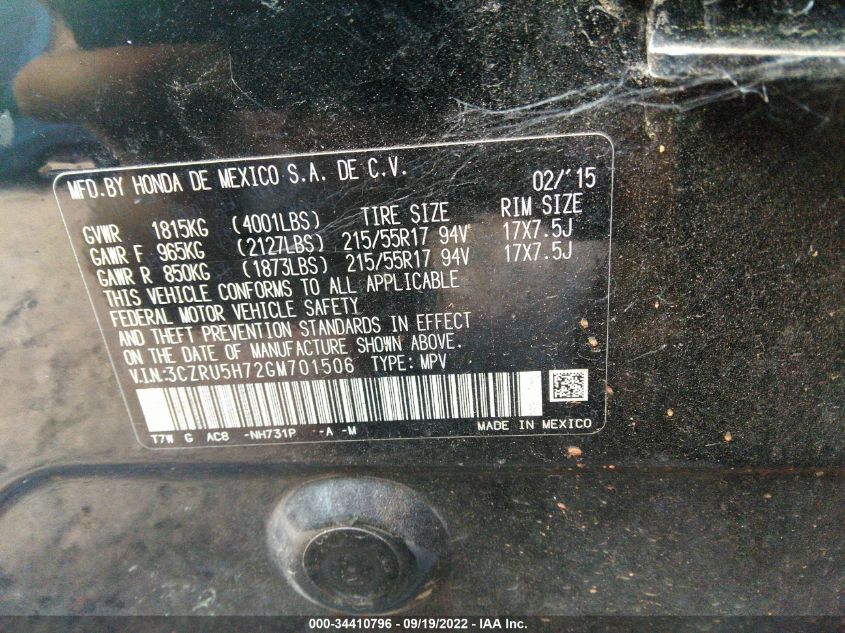 MFD.BY HONDA DE MEXICO S.A. DE C.V. 02/'15
GVWR 1815KG (4001LBS) TIRE SIZE RIM SIZE
GAWR F 965KG (2127LBS) 215/55R17 94V 17X7.5J
GAWR R 850KG (1873LBS) 215/55R17 94V 17X7.5J
THIS VEHICLE CONFORMS TO ALL APPLICABLE
FEDERAL MOTOR VEHICLE SAFETY
AND THEFT PREVENTION STANDARDS IN EFFECT
ON THE DATE OF MANUFACTURE SHOWN ABOVE.
V.I.N:3CZRU5H72GM701506 TYPE: MPV
T7W G AC8 -NH731P -A -M MADE IN MEXICO
000-34410796 - 09/19/2022 - IAA Inc.